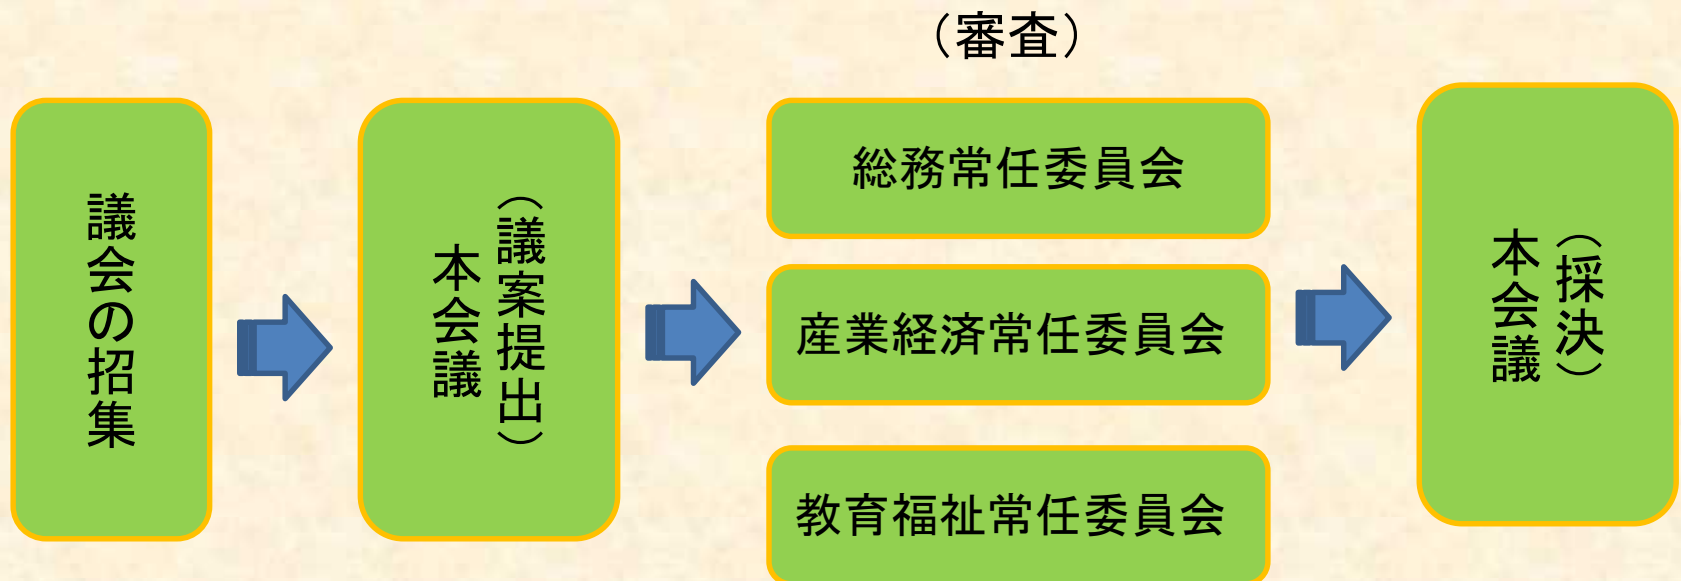 （審査）
議会の招集
（議案提出）
本会議
総務常任委員会
産業経済常任委員会
教育福祉常任委員会
（採決）
本会議